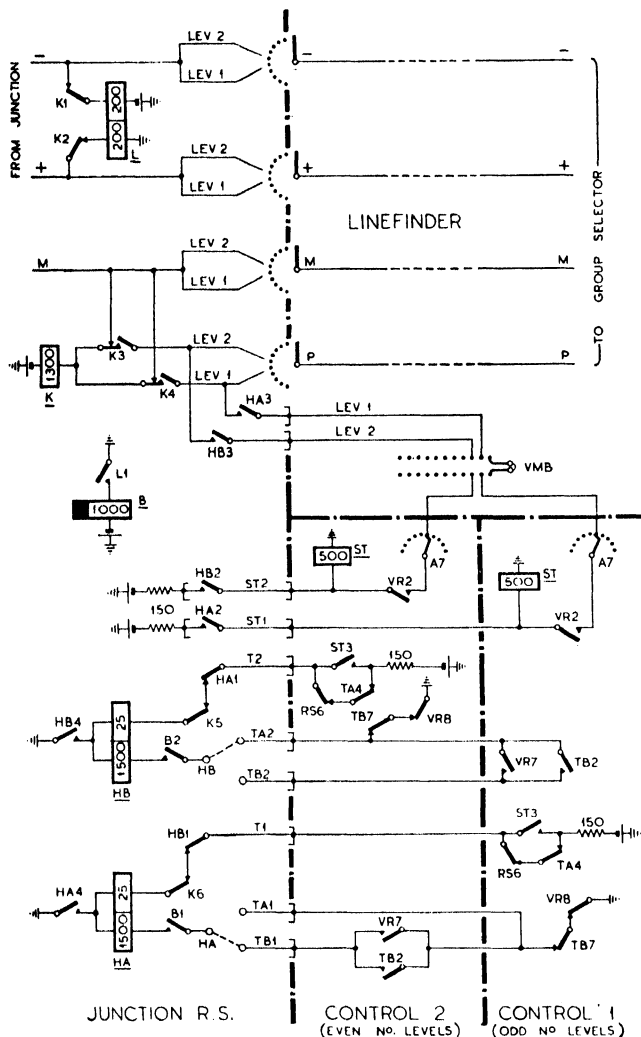 LEV 2
LEV 1
K1
200
200
K2
L
FROM JUNCTION
−
+
LEV 2
LEV 1
−
−
+
+
LINEFINDER
TO GROUP SELECTOR
M
LEV 2
LEV 1
M
M
K3
LEV 2
LEV 1
P
P
1300
K
K4
HA3
LEV 1
HB3
LEV 2
VMB
L1
1000
B
500
ST
A7
500
ST
A7
HB2
ST2
VR2
150
HA2
ST1
VR2
T2
ST3
150
HA1
TA4
RS6
K5
TB7
VR8
HB4
25
1500
HB
B2
HB
TA2
TB2
VR7
TB2
HB1
T1
ST3
150
RS6
TA4
K6
HA4
25
1500
HA
B1
HA
TA1
TB1
VR7
TB2
VR8
TB7
JUNCTION R.S.
CONTROL 2
(EVEN NO. LEVELS)
CONTROL 1
(ODD NO LEVELS)